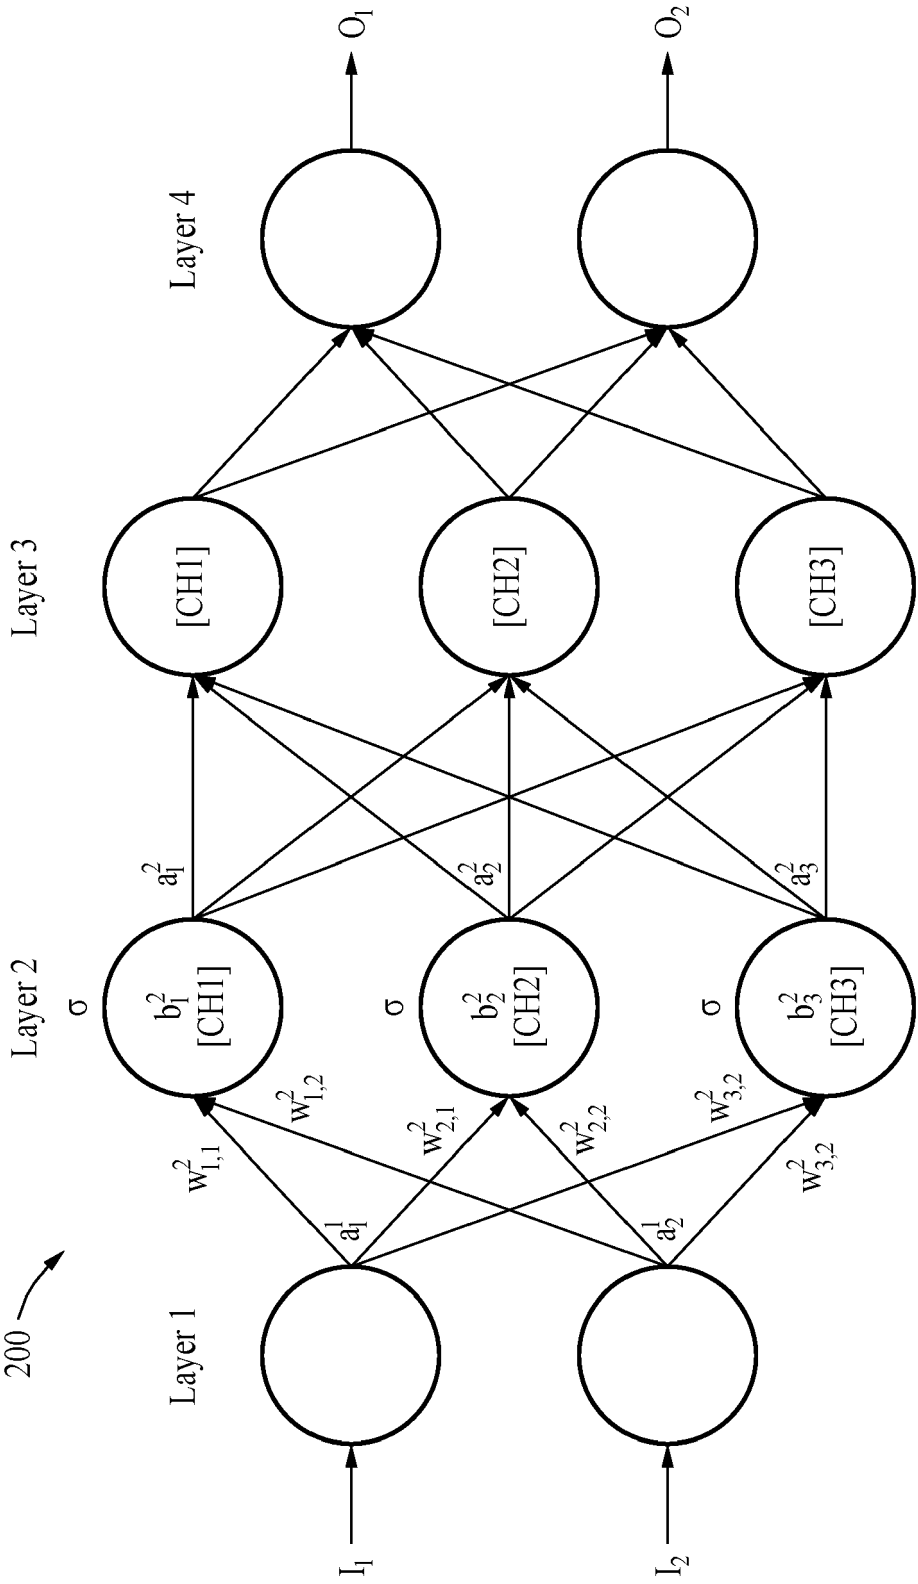 200
Layer 1
Layer 2
Layer 3
Layer 4
I₁
I₂
a¹₁
a¹₂
w²₁,₁
w²₁,₂
w²₂,₁
w²₂,₂
w²₃,₂
w²₃,₂
σ
b²₁
[CH1]
σ
b²₂
[CH2]
σ
b²₃
[CH3]
a²₁
a²₂
a²₃
[CH1]
[CH2]
[CH3]
O₁
O₂